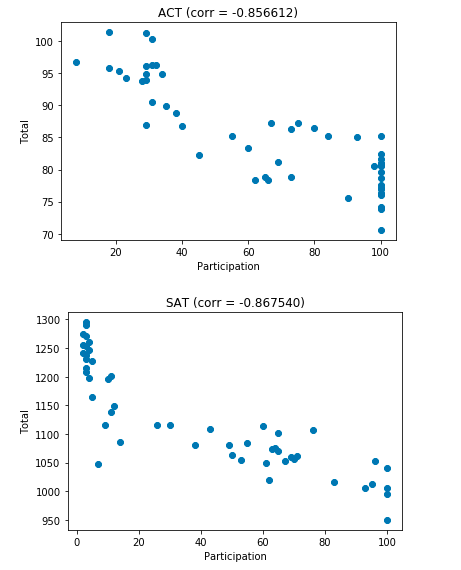 ACT (corr = -0.856612)
100
95
90
85
80
75
70
Total
20 40 60 80 100
Participation
SAT (corr = -0.867540)
1300
1250
1200
1150
1100
1050
1000
950
Total
0 20 40 60 80 100
Participation